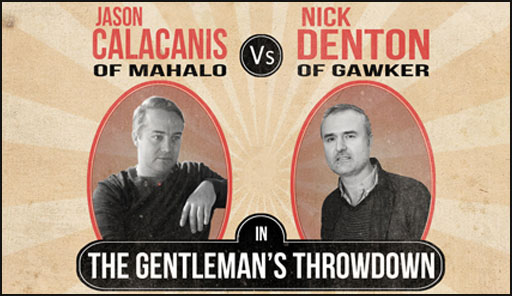 JASON
CALACANIS
OF MAHALO
Vs
NICK
DENTON
OF GAWKER
IN
THE GENTLEMAN'S THROWDOWN